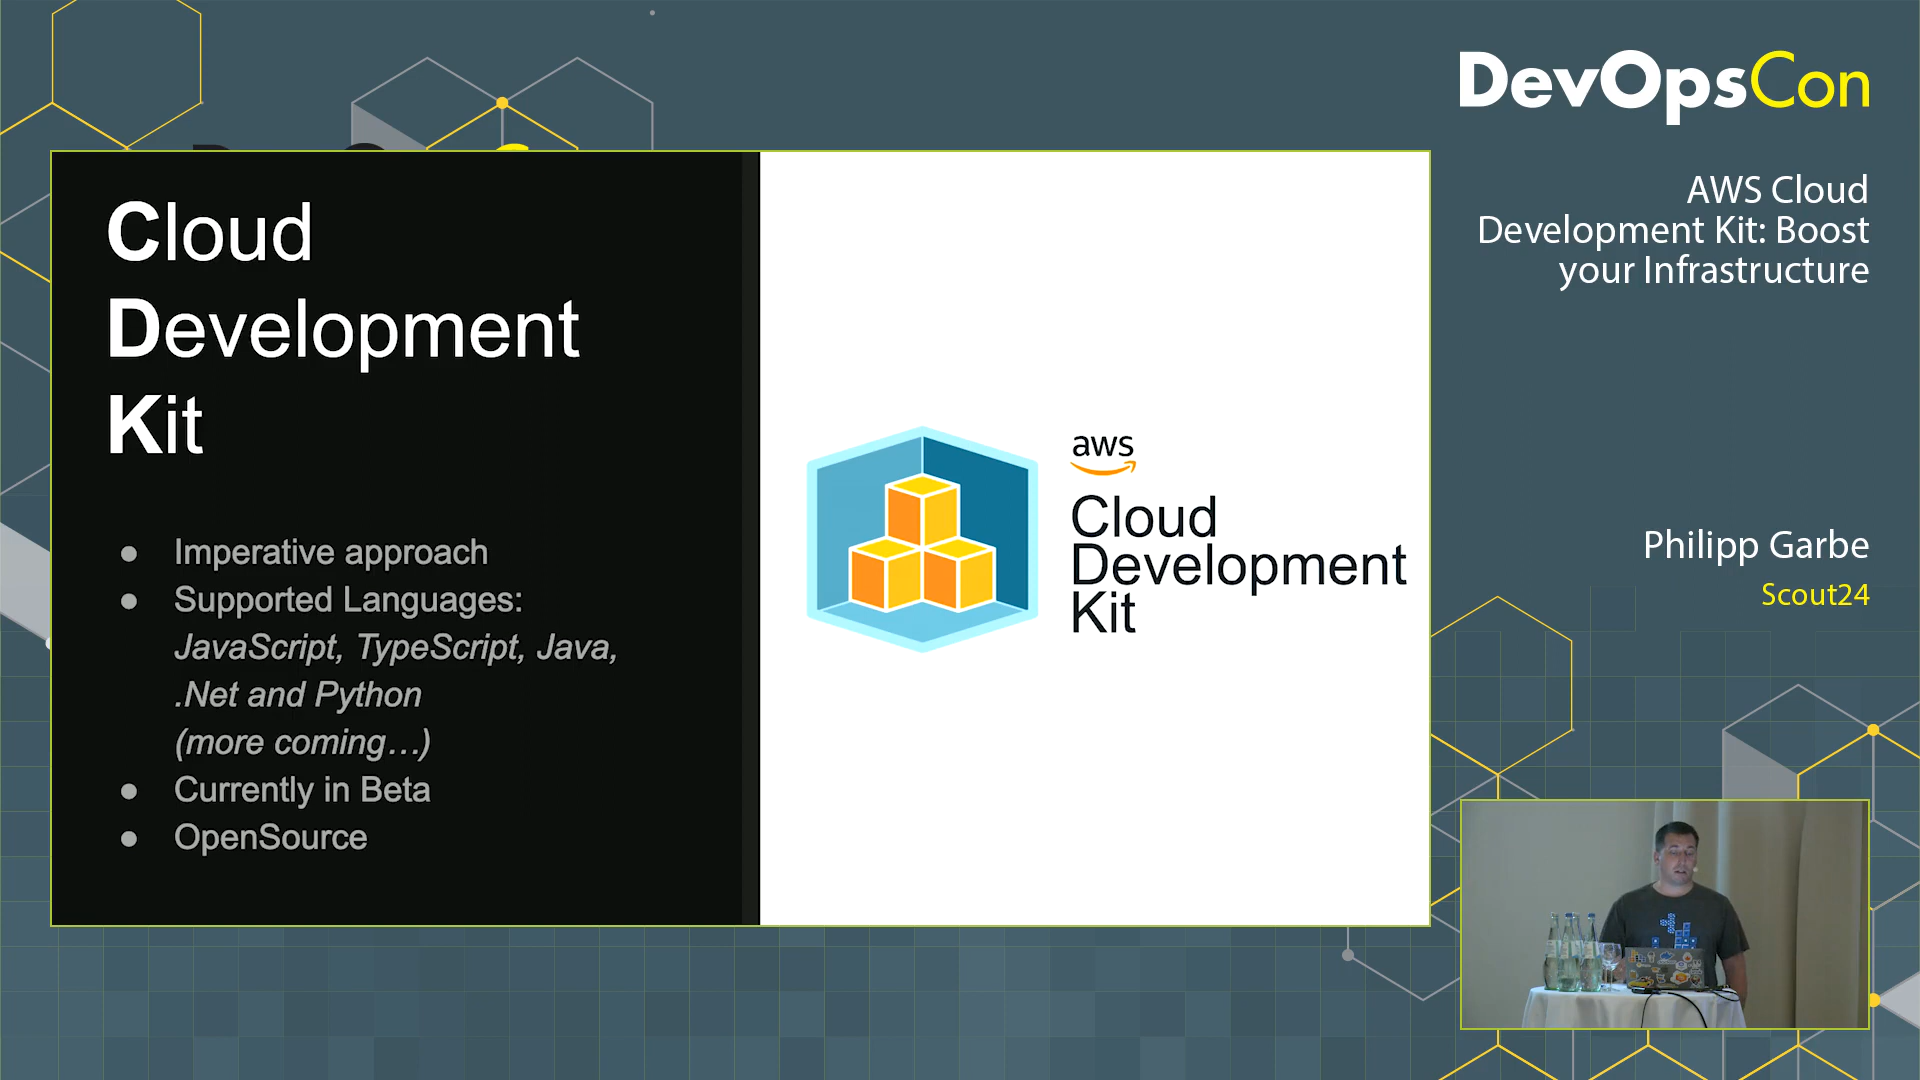 DevOpsCon
AWS Cloud
Development Kit: Boost
your Infrastructure
Philipp Garbe
Scout24
Cloud
Development
Kit
● Imperative approach
● Supported Languages:
JavaScript, TypeScript, Java,
.Net and Python
(more coming…)
● Currently in Beta
● OpenSource
aws
Cloud
Development
Kit